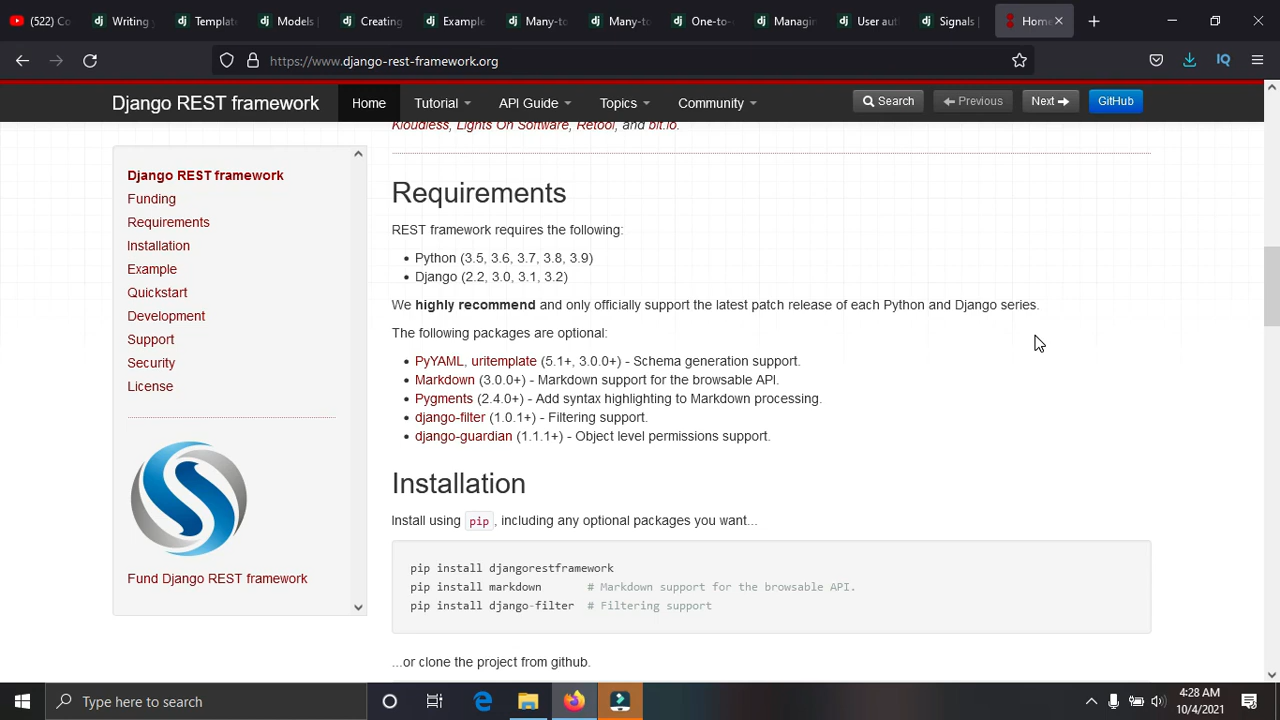 (522) Co
Writing y
Templat
Models |
Creating
Example
Many-to
Many-to
One-to-
Managin
User aut
Signals |
Home
https://www.django-rest-framework.org
Django REST framework
Home
Tutorial
API Guide
Topics
Community
Search
Previous
Next
GitHub
Kloudless, Lights On Software, Retool, and bit.io.
Django REST framework
Funding
Requirements
Installation
Example
Quickstart
Development
Support
Security
License
Fund Django REST framework
Requirements
REST framework requires the following:
• Python (3.5, 3.6, 3.7, 3.8, 3.9)
• Django (2.2, 3.0, 3.1, 3.2)
We highly recommend and only officially support the latest patch release of each Python and Django series.
The following packages are optional:
• PyYAML, uritemplate (5.1+, 3.0.0+) - Schema generation support.
• Markdown (3.0.0+) - Markdown support for the browsable API.
• Pygments (2.4.0+) - Add syntax highlighting to Markdown processing.
• django-filter (1.0.1+) - Filtering support.
• django-guardian (1.1.1+) - Object level permissions support.
Installation
Install using pip, including any optional packages you want...
pip install djangorestframework
pip install markdown # Markdown support for the browsable API.
pip install django-filter # Filtering support
...or clone the project from github.
Type here to search
4:28 AM
10/4/2021